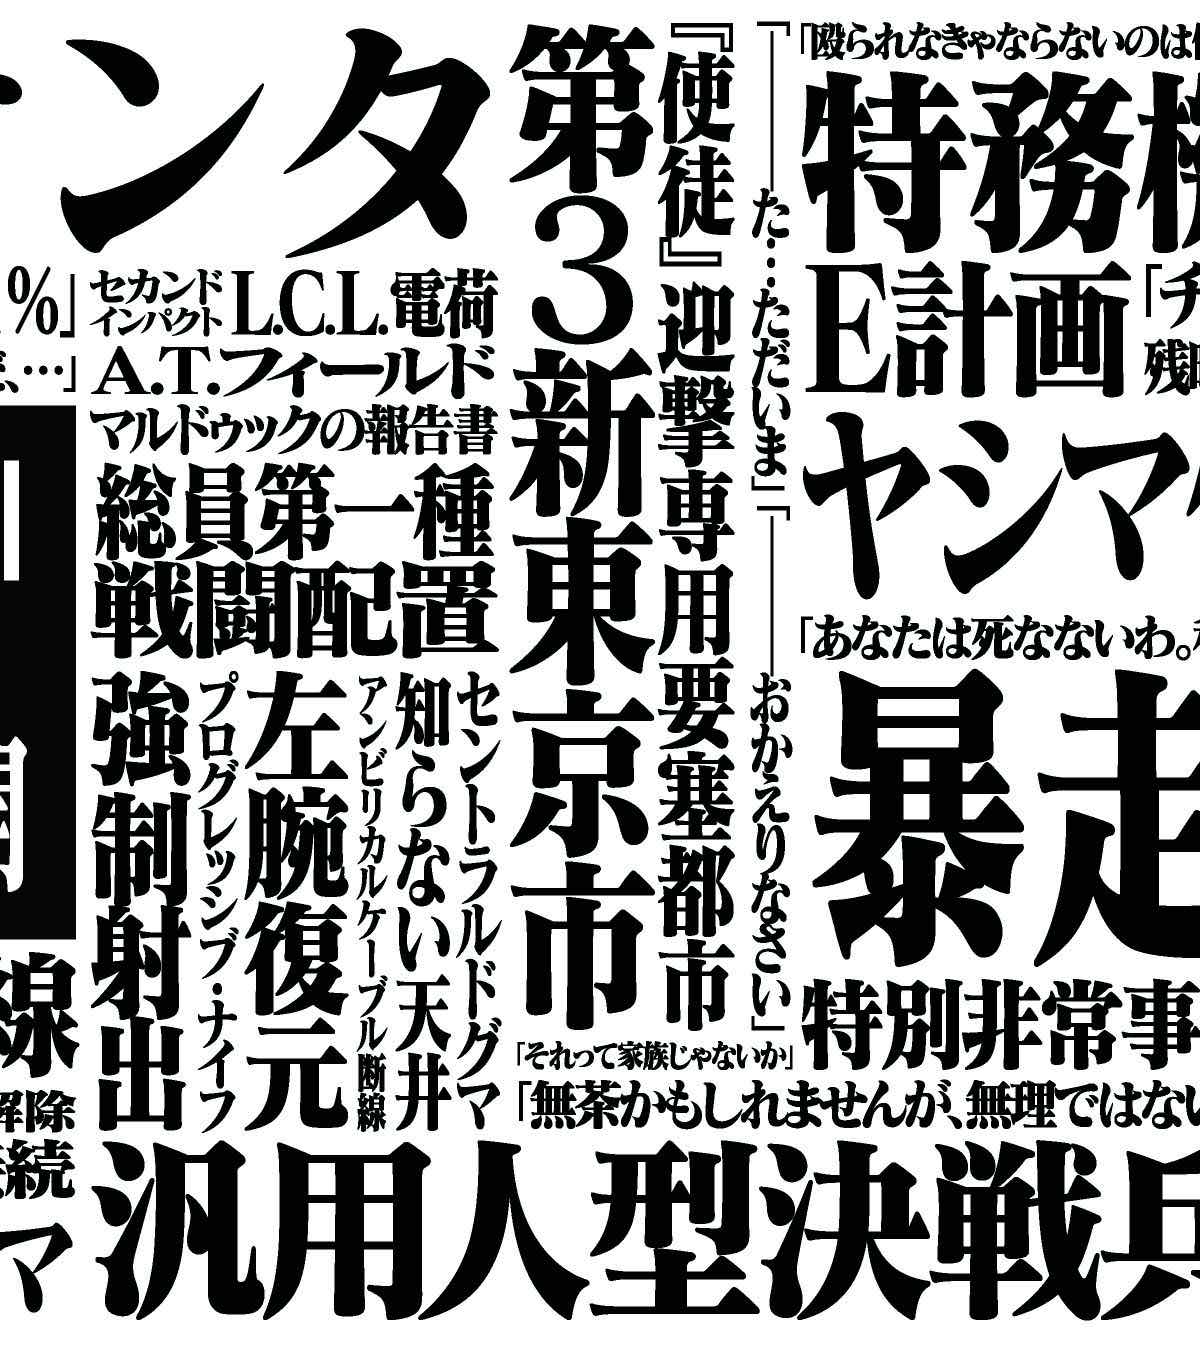 ンタ
%」
セカンド
インパクト
L.C.L.電荷
…」
A.T.フィールド
マルドゥックの報告書
総員第一種
戦闘配置
強制射出
プログレッシブ・ナイフ
左腕復元
アンビリカルケーブル断線
知らない天井
セントラルドグマ
線
解除
続
マ
第3新東京市
『使徒』迎撃専用要塞都市
「――た…ただいま」「――おかえりなさい」
「それって家族じゃないか」
「無茶かもしれませんが、無理ではない
「殴られなきゃならないのは
特務機
E計画
「チ
残
ヤシマ
「あなたは死なないわ。
暴走
特別非常事
汎用人型決戦兵